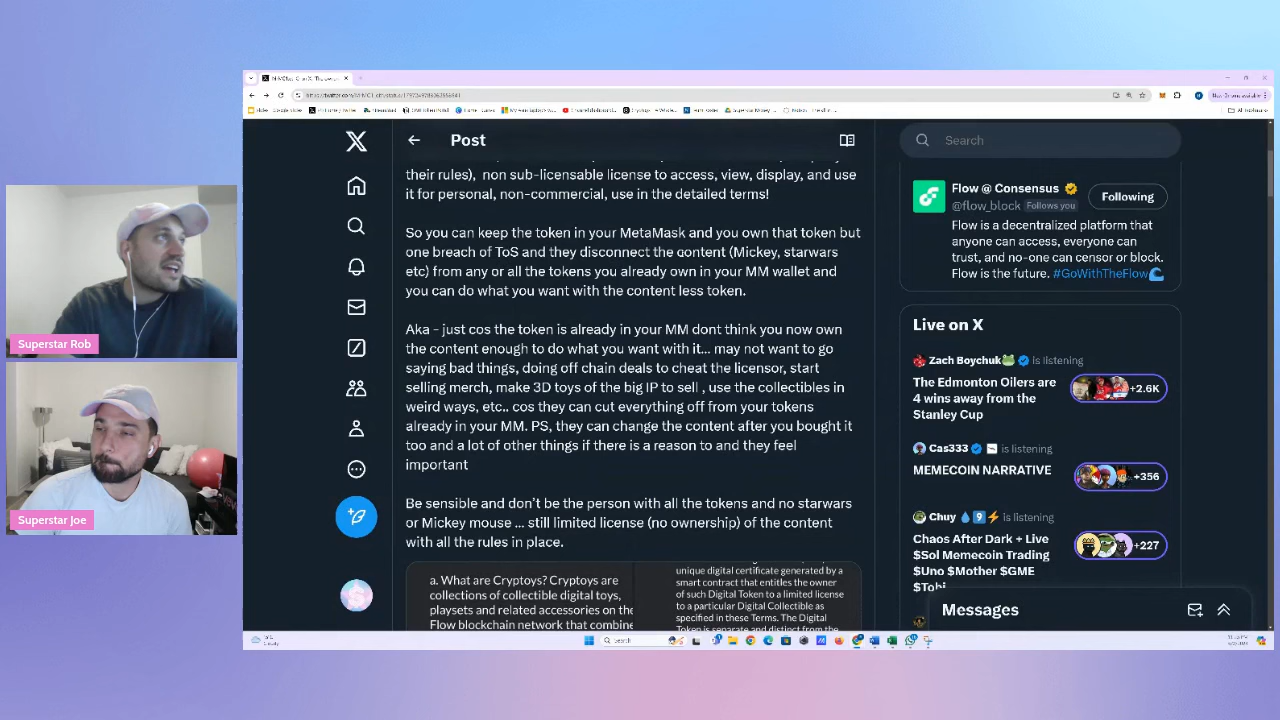 Post
their rules), non sub-licensable license to access, view, display, and use
it for personal, non-commercial, use in the detailed terms!
So you can keep the token in your MetaMask and you own that token but
one breach of ToS and they disconnect the content (Mickey, starwars
etc) from any or all the tokens you already own in your MM wallet and
you can do what you want with the content less token.
Aka - just cos the token is already in your MM dont think you now own
the content enough to do what you want with it... may not want to go
saying bad things, doing off chain deals to cheat the licensor, start
selling merch, make 3D toys of the big IP to sell , use the collectibles in
weird ways, etc.. cos they can cut everything off from your tokens
already in your MM. PS, they can change the content after you bought it
too and a lot of other things if there is a reason to and they feel
important
Be sensible and don't be the person with all the tokens and no starwars
or Mickey mouse ... still limited license (no ownership) of the content
with all the rules in place.
a. What are Cryptoys? Cryptoys are
collections of collectible digital toys,
playsets and related accessories on the
Flow blockchain network that combine
unique digital certificate generated by a
smart contract that entitles the owner
of such Digital Token to a limited license
to a particular Digital Collectible as
specified in these Terms. The Digital
Token is separate and distinct from the
Search
Flow @ Consensus
@flow_block Follows you
Following
Flow is a decentralized platform that
anyone can access, everyone can
trust, and no-one can censor or block.
Flow is the future. #GoWithTheFlow
Live on X
Zach Boychuk is listening
The Edmonton Oilers are
4 wins away from the
Stanley Cup
+2.6K
Cas333 is listening
MEMECOIN NARRATIVE
+356
Chuy 9 is listening
Chaos After Dark + Live
$Sol Memecoin Trading
$Uno $Mother $GME
$Tobi
+227
Messages
Search
Superstar Rob
Superstar Joe